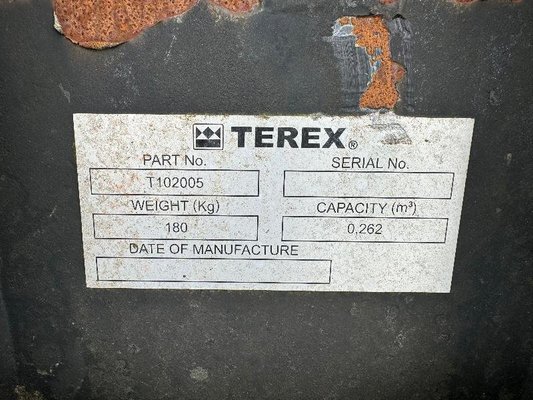 TEREX®
PART No. SERIAL No.
T102005
WEIGHT (Kg) CAPACITY (m³)
180 0,262
DATE OF MANUFACTURE